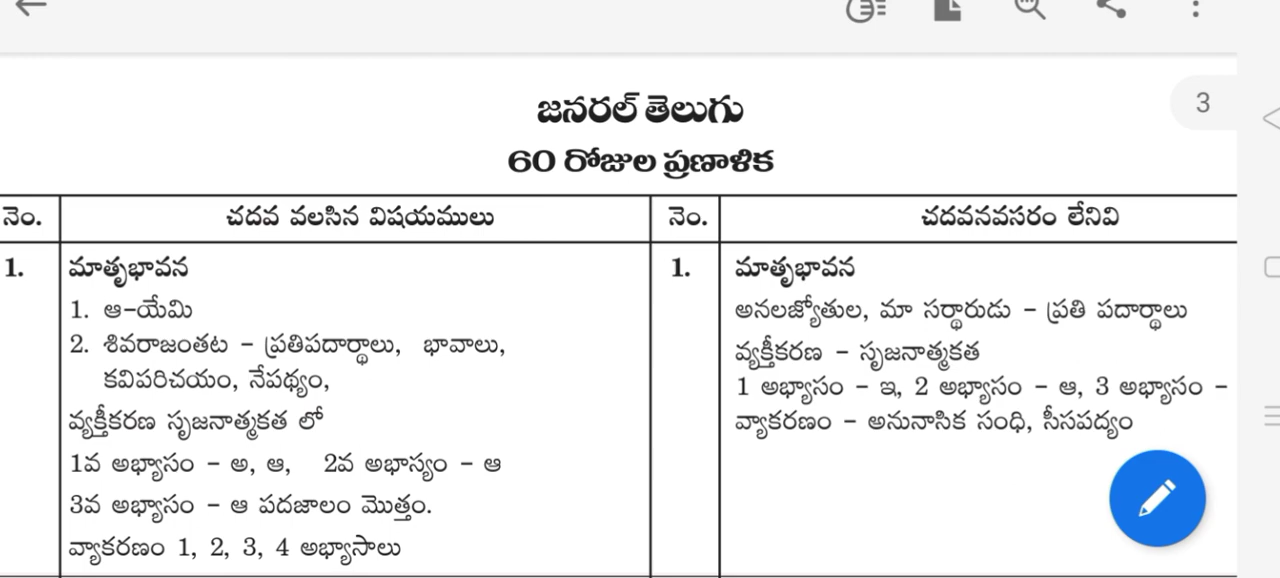 3
జనరల్ తెలుగు
60 రోజుల ప్రణాళిక
నెం. చదవ వలసిన విషయములు నెం. చదవనవసరం లేనివి
1. మాతృభావన
1. ఆ-యేమి
2. శివరాజంతట - ప్రతిపదార్థాలు, భావాలు,
కవిపరిచయం, నేపథ్యం,
వ్యక్తీకరణ సృజనాత్మకత లో
1వ అభ్యాసం - అ, ఆ, 2వ అభాస్యం - ఆ
3వ అభ్యాసం - ఆ పదజాలం మొత్తం.
వ్యాకరణం 1, 2, 3, 4 అభ్యాసాలు
1. మాతృభావన
అనలజ్యోతుల, మా సర్థారుడు - ప్రతి పదార్థాలు
వ్యక్తీకరణ - సృజనాత్మకత
1 అభ్యాసం - ఇ, 2 అభ్యాసం - ఆ, 3 అభ్యాసం -
వ్యాకరణం - అనునాసిక సంధి, సీసపద్యం